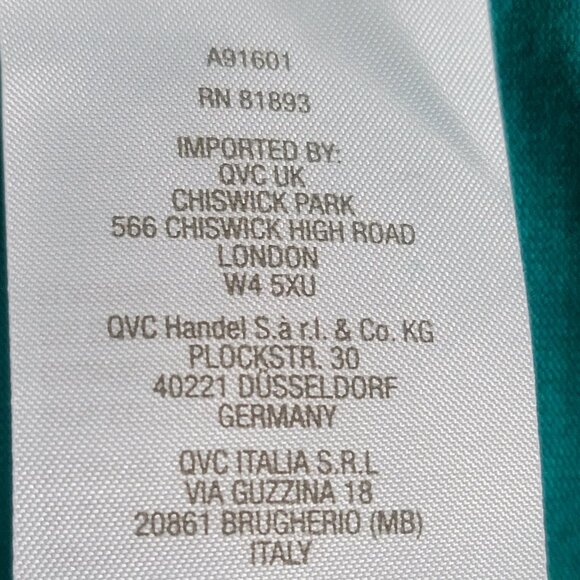 A91601
RN 81893
IMPORTED BY:
QVC UK
CHISWICK PARK
566 CHISWICK HIGH ROAD
LONDON
W4 5XU
QVC Handel S.à r.l. & Co. KG
PLOCKSTR. 30
40221 DÜSSELDORF
GERMANY
QVC ITALIA S.R.L
VIA GUZZINA 18
20861 BRUGHERIO (MB)
ITALY